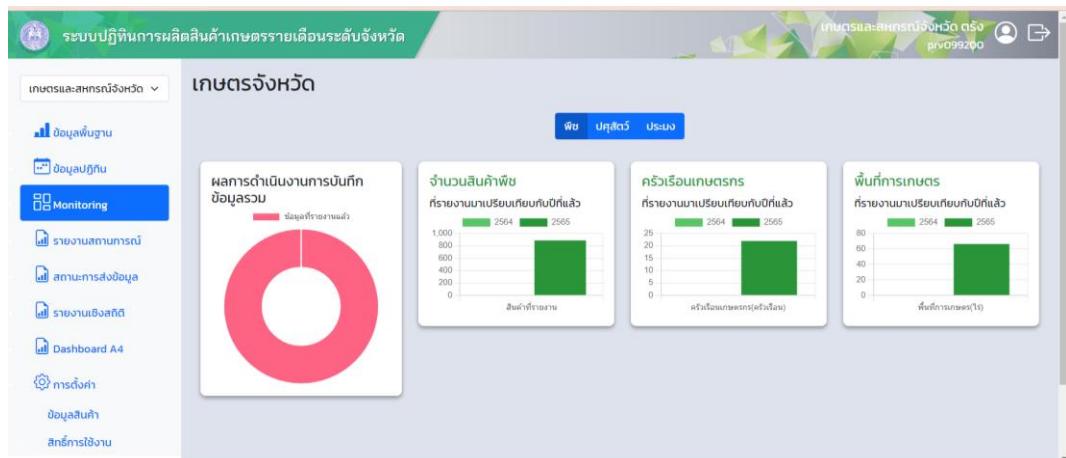 ระบบปฏิทินการผลิตสินค้าเกษตรรายเดือนระดับจังหวัด
เกษตรและสหกรณ์จังหวัด ตรัง
prv099200
เกษตรและสหกรณ์จังหวัด
ข้อมูลพื้นฐาน
ข้อมูลปฏิทิน
Monitoring
รายงานสถานการณ์
สถานะการส่งข้อมูล
รายงานเชิงสถิติ
Dashboard A4
การตั้งค่า
ข้อมูลสินค้า
สิทธิ์การใช้งาน
เกษตรจังหวัด
พืช ปศุสัตว์ ประมง
ผลการดำเนินงานการบันทึก
ข้อมูลรวม
ข้อมูลที่รายงานแล้ว
จำนวนสินค้าพืช
ที่รายงานมาเปรียบเทียบกับปีที่แล้ว
2564 2565
1,000
800
600
400
200
0
สินค้าที่รายงาน
ครัวเรือนเกษตรกร
ที่รายงานมาเปรียบเทียบกับปีที่แล้ว
2564 2565
25
20
15
10
5
0
ครัวเรือนเกษตรกร(ครัวเรือน)
พื้นที่การเกษตร
ที่รายงานมาเปรียบเทียบกับปีที่แล้ว
2564 2565
80
60
40
20
0
พื้นที่การเกษตร(ไร่)